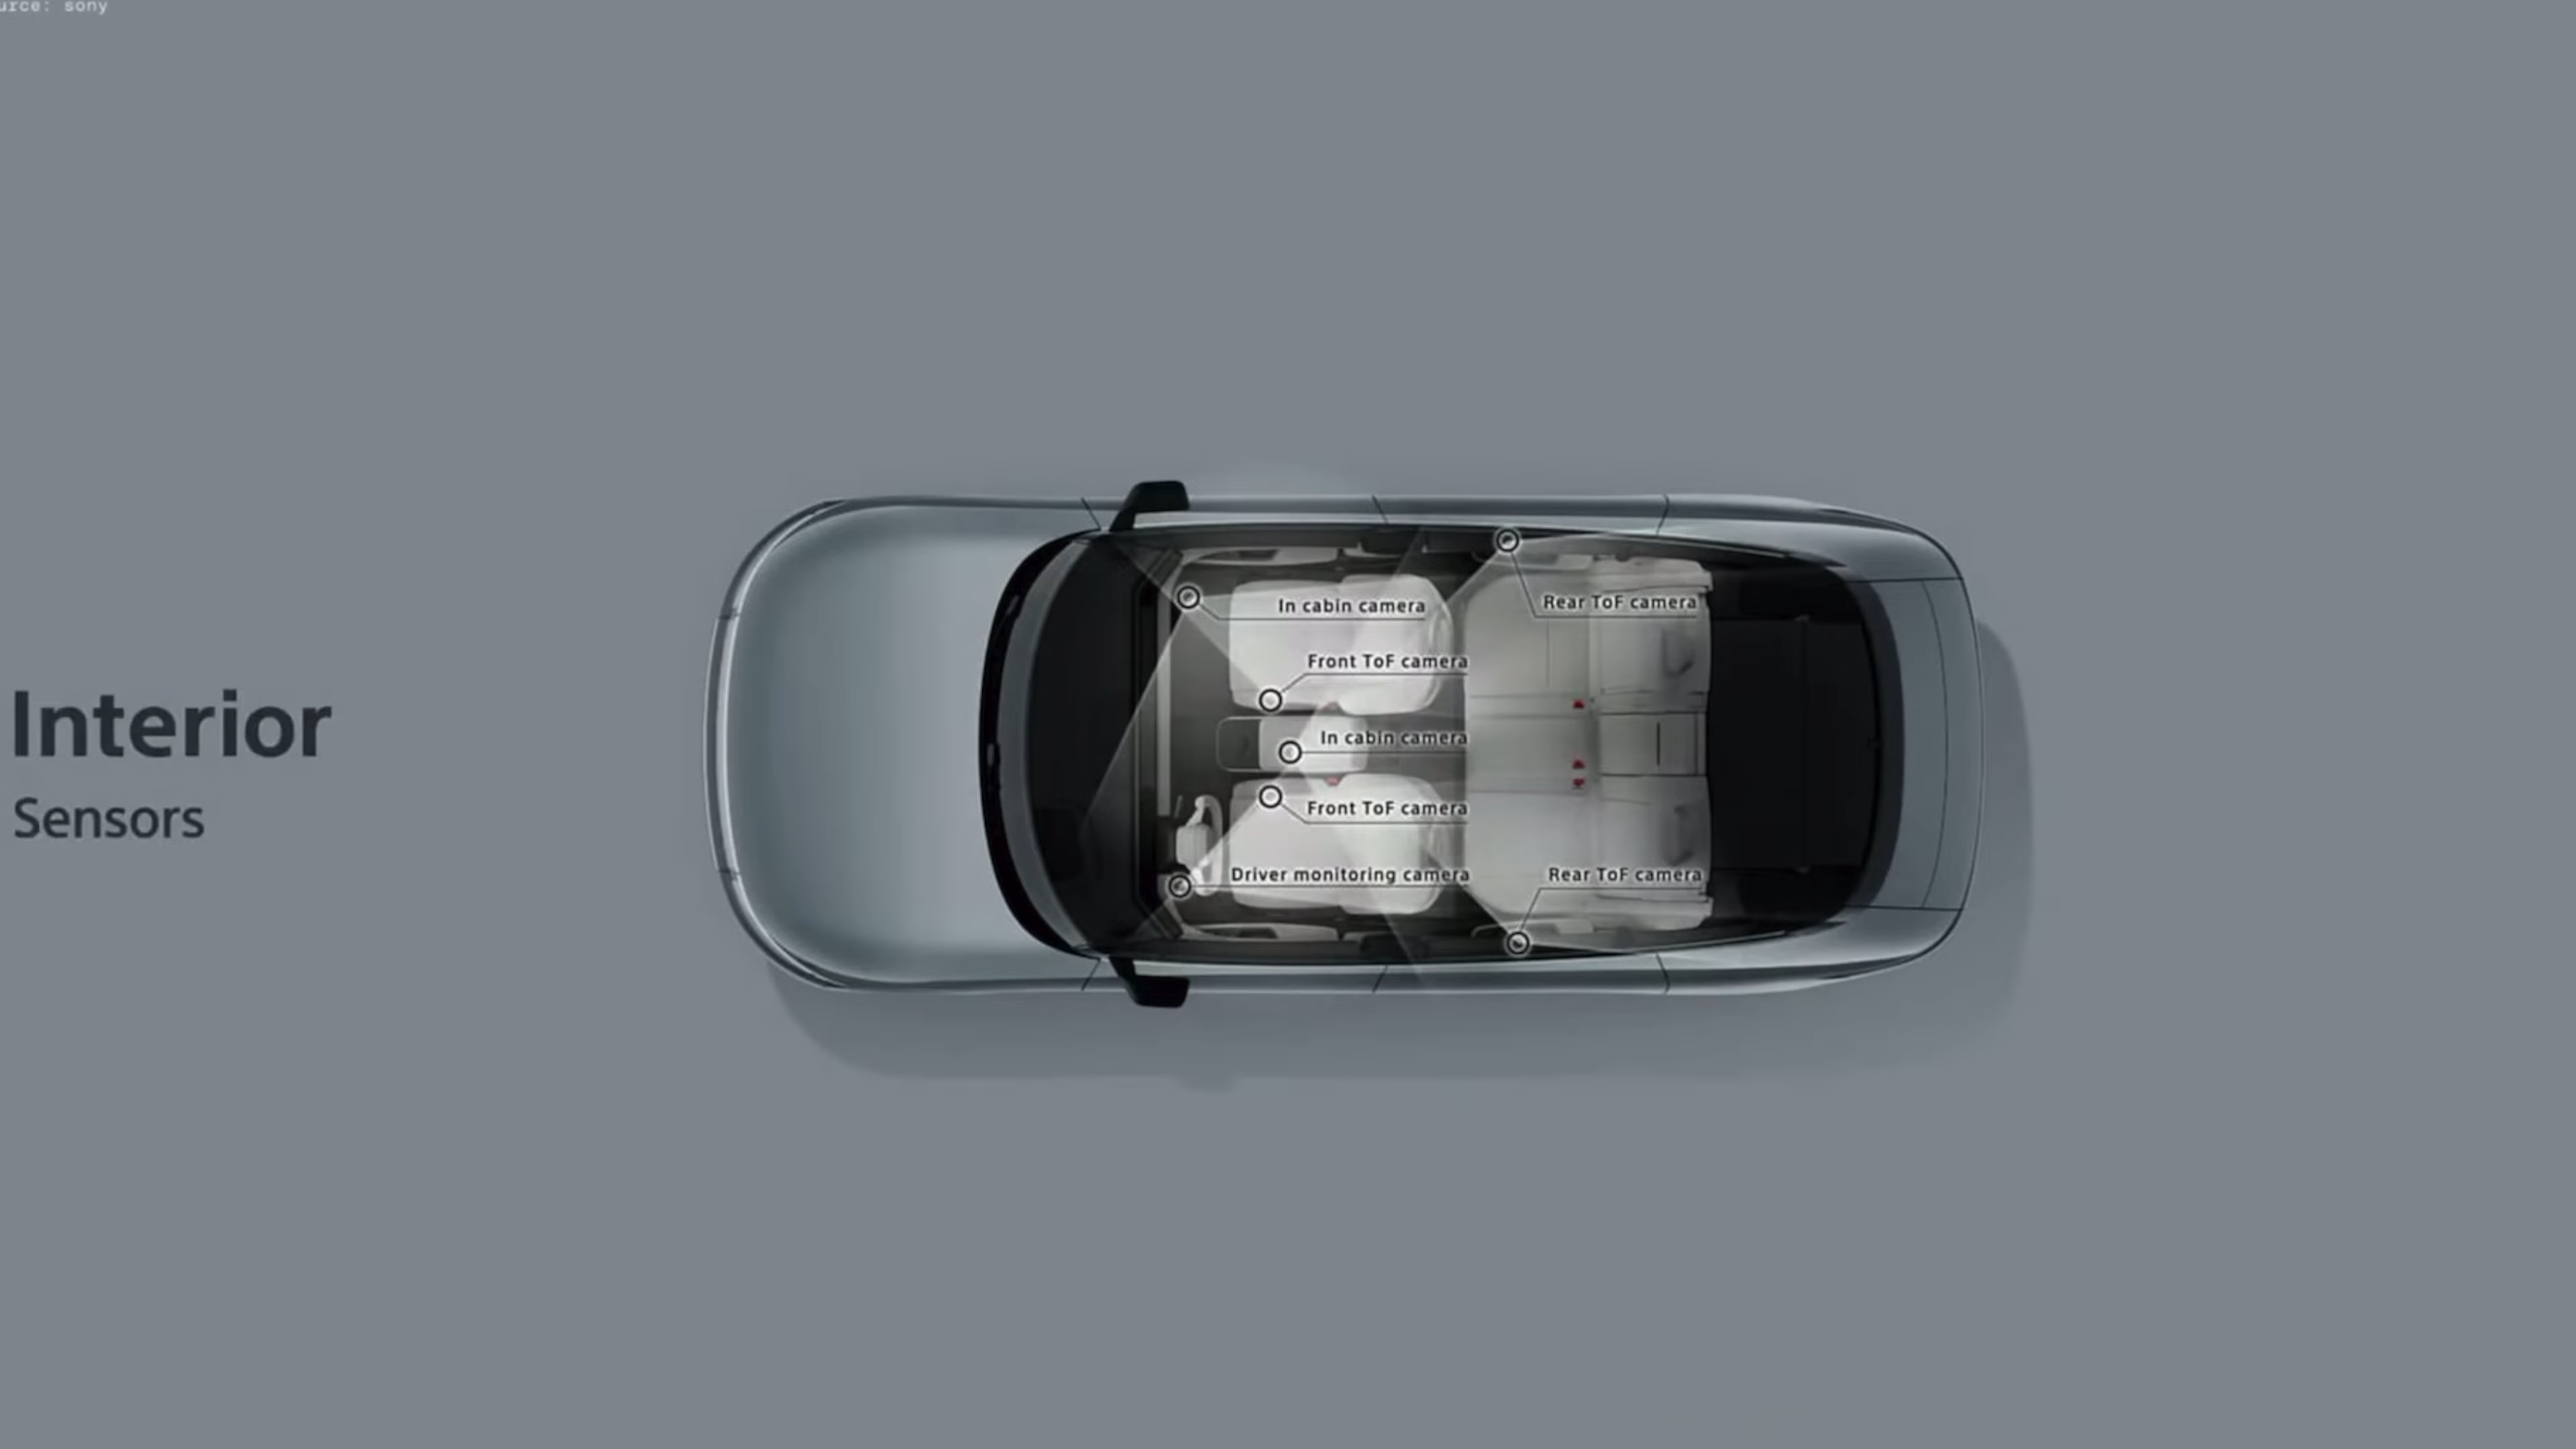 urce: sony
Interior
Sensors
In cabin camera
Rear ToF camera
Front ToF camera
In cabin camera
Front ToF camera
Driver monitoring camera
Rear ToF camera